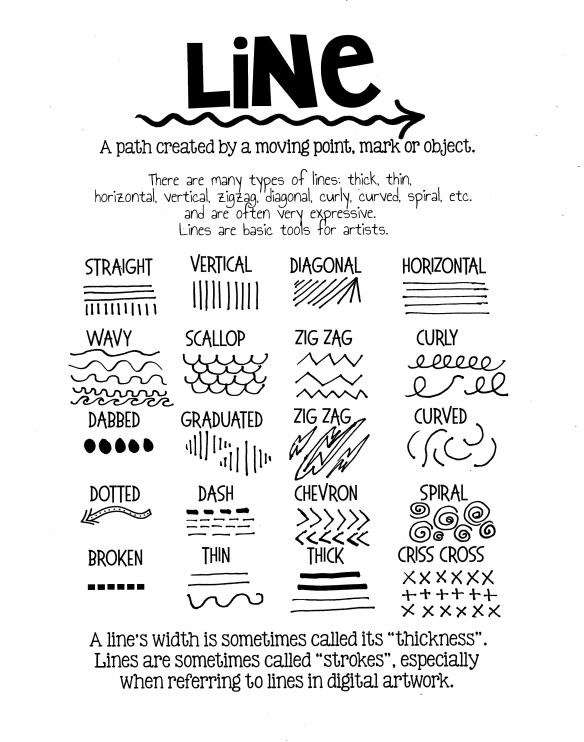 LiNe
A path created by a moving point, mark or object.
There are many types of lines: thick, thin,
horizontal, vertical, zigzag, diagonal, curly, curved, spiral, etc.
and are often very expressive.
Lines are basic tools for artists.
STRAIGHT VERTICAL DIAGONAL HORIZONTAL
WAVY SCALLOP ZIG ZAG CURLY
DABBED GRADUATED ZIG ZAG CURVED
DOTTED DASH CHEVRON SPIRAL
BROKEN THIN THICK CRISS CROSS
A line's width is sometimes called its "thickness".
Lines are sometimes called "strokes", especially
when referring to lines in digital artwork.